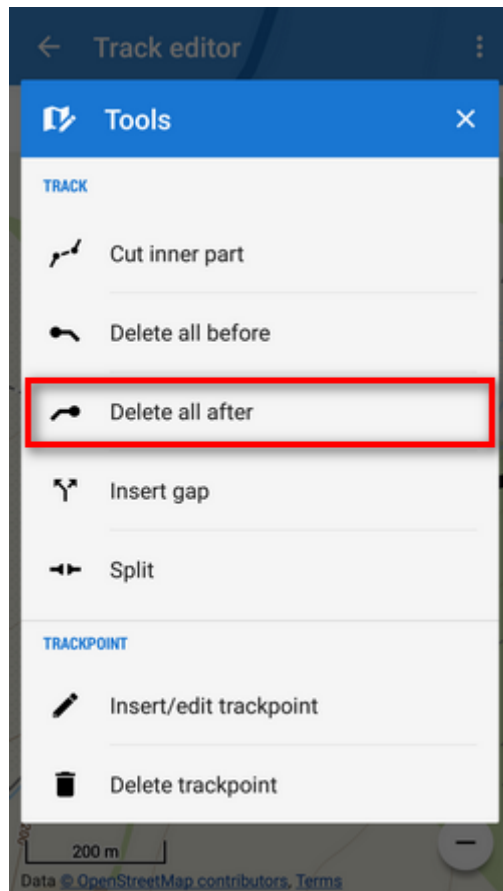 Track editor
Tools
TRACK
Cut inner part
Delete all before
Delete all after
Insert gap
Split
TRACKPOINT
Insert/edit trackpoint
Delete trackpoint
200 m
Data © OpenStreetMap contributors, Terms